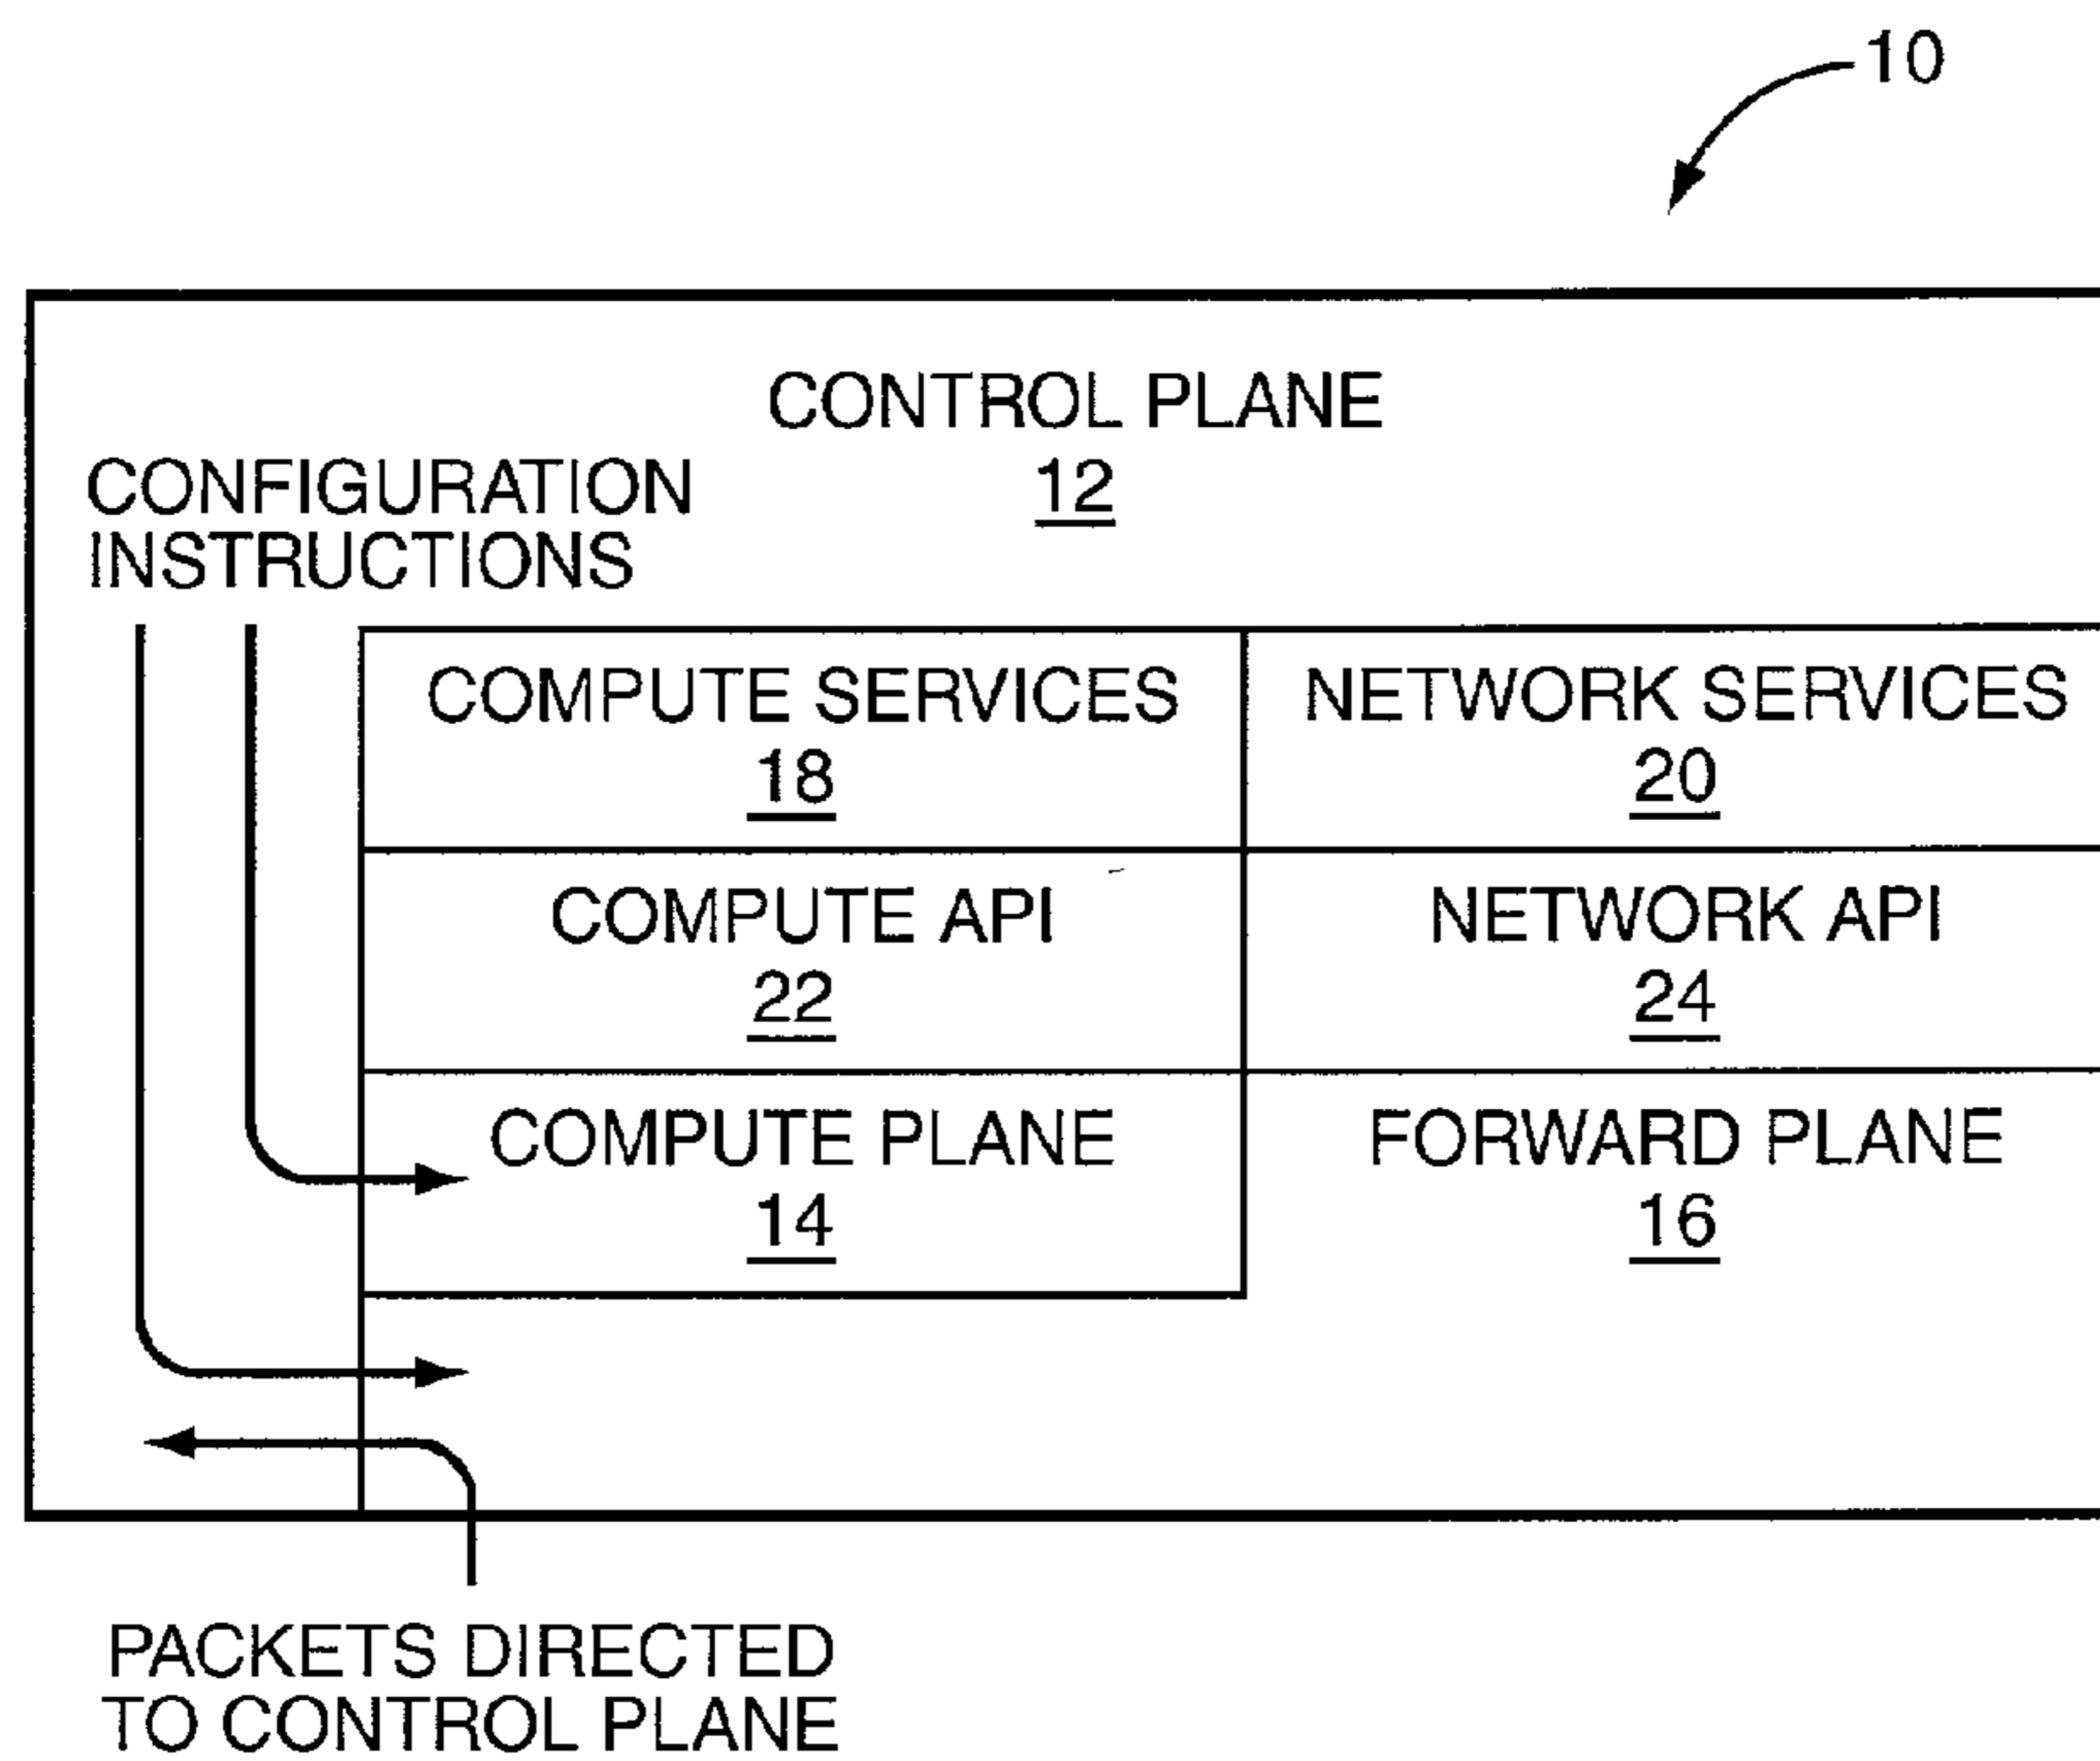 10
CONTROL PLANE
12
CONFIGURATION
INSTRUCTIONS
COMPUTE SERVICES
18
NETWORK SERVICES
20
COMPUTE API
22
NETWORK API
24
COMPUTE PLANE
14
FORWARD PLANE
16
PACKETS DIRECTED
TO CONTROL PLANE